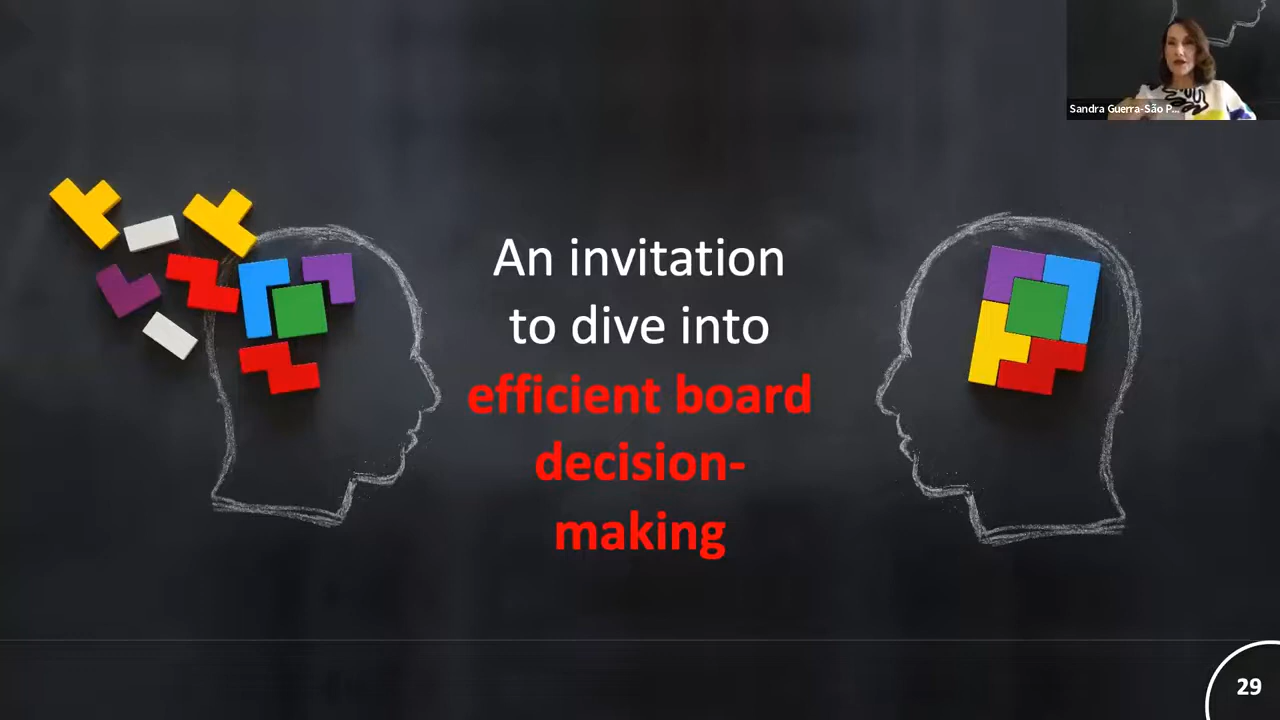 Sandra Guerra-São P...
An invitation
to dive into
efficient board
decision-
making
29